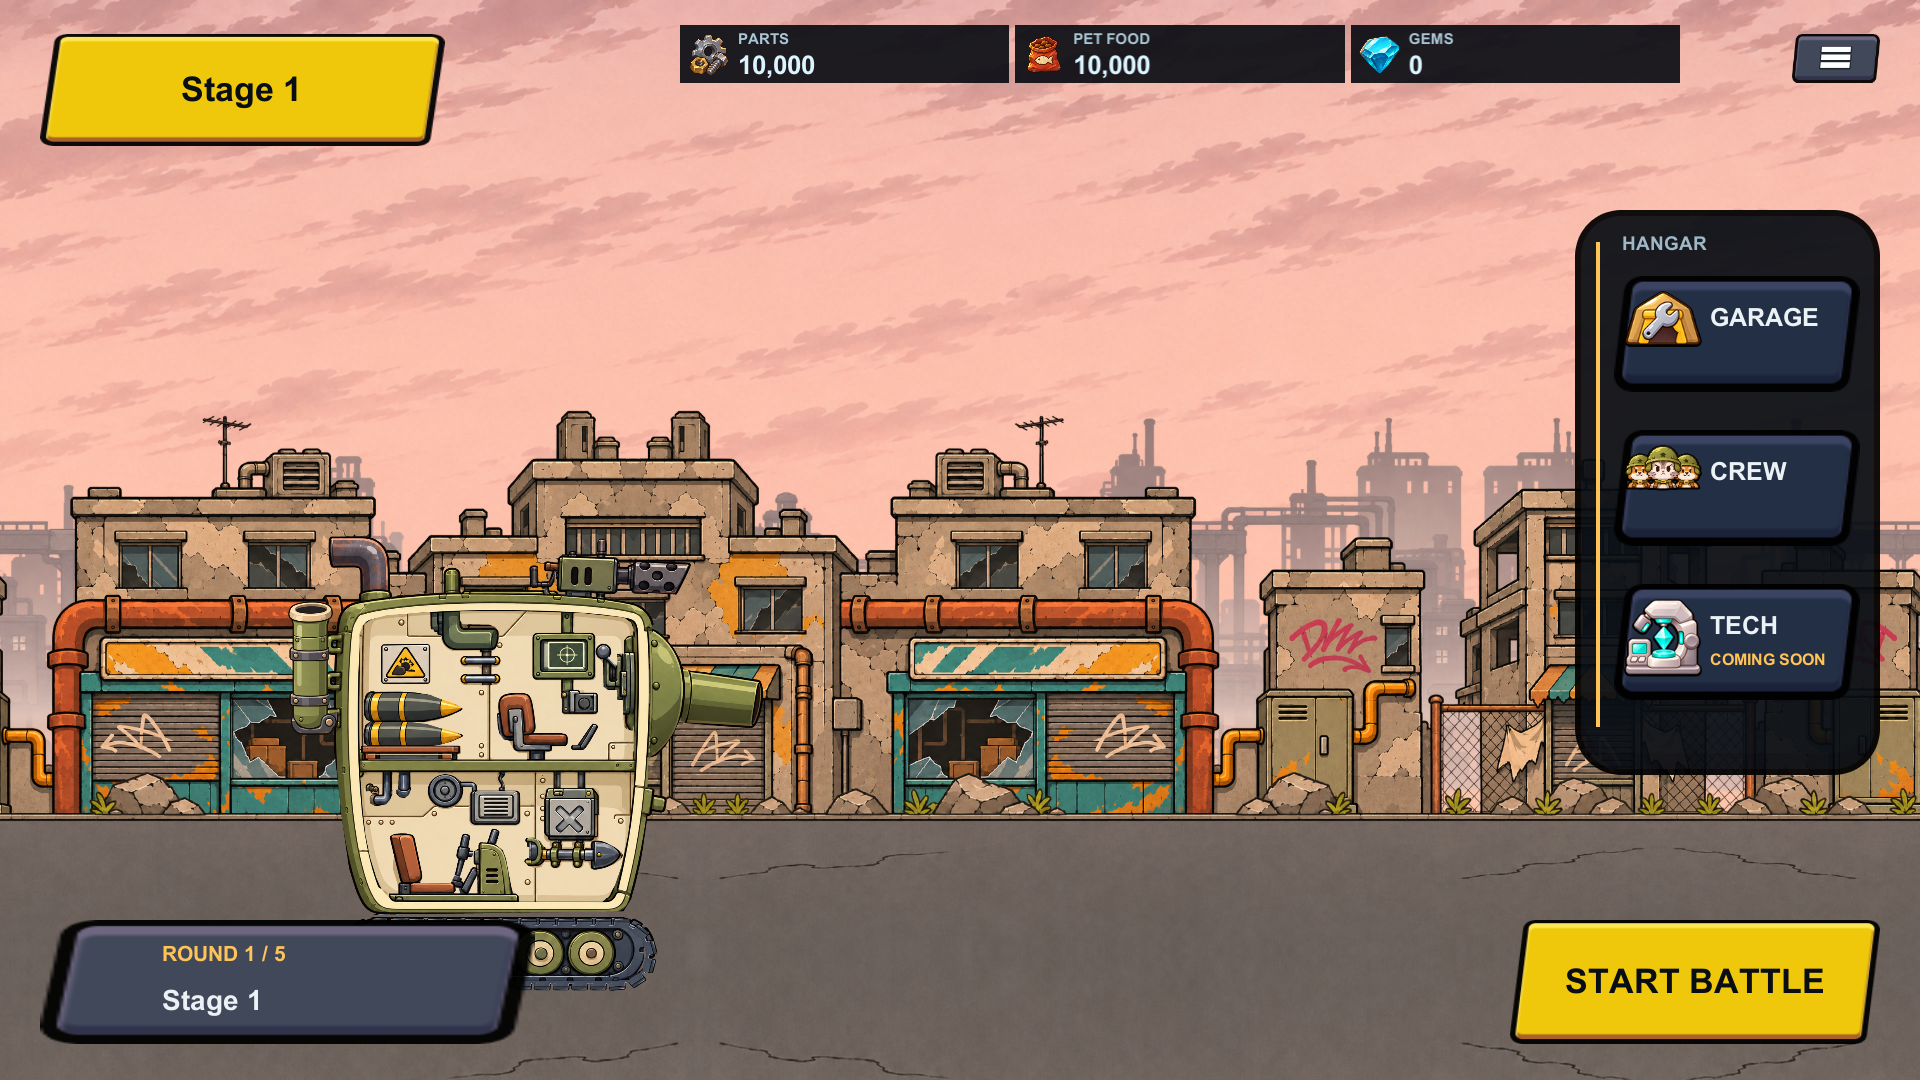 Stage 1
PARTS
10,000
PET FOOD
10,000
GEMS
0
HANGAR
GARAGE
CREW
TECH
COMING SOON
ROUND 1 / 5
Stage 1
START BATTLE